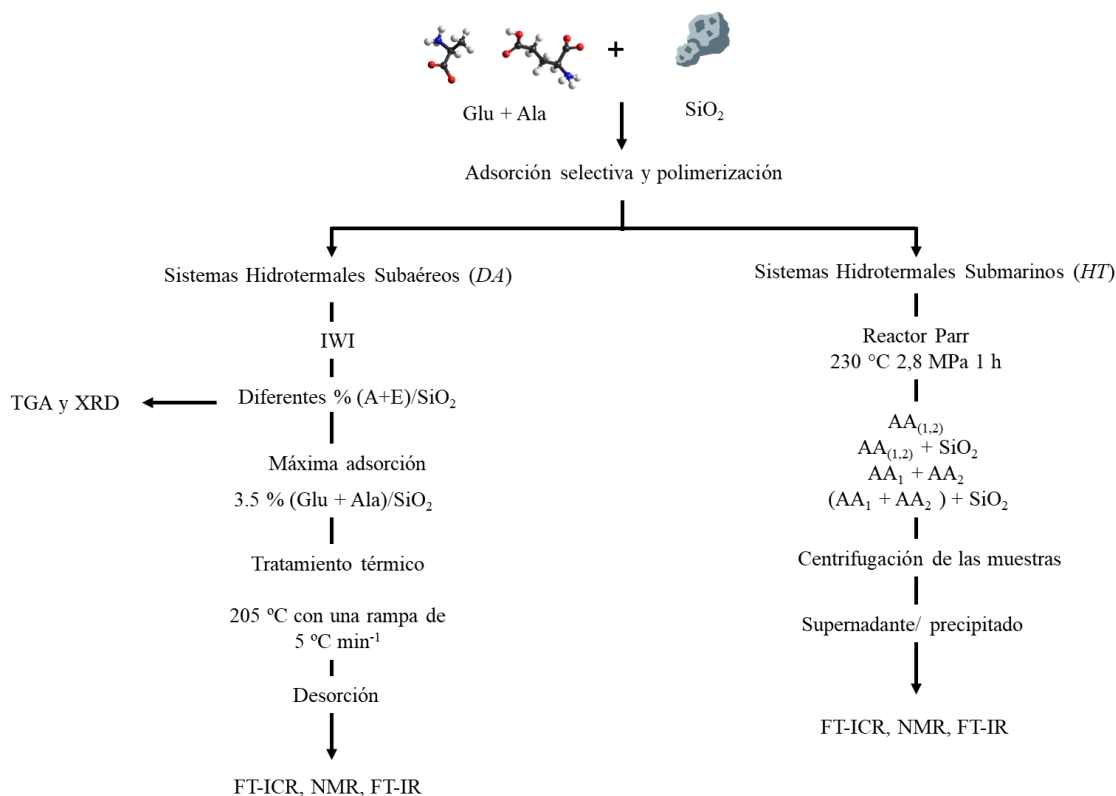 +
Glu + Ala
SiO₂
Adsorción selectiva y polimerización
Sistemas Hidrotermales Subaéreos (DA)
IWI
Diferentes % (A+E)/SiO₂
TGA y XRD
Máxima adsorción
3.5 % (Glu + Ala)/SiO₂
Tratamiento térmico
205 ºC con una rampa de
5 ºC min⁻¹
Desorción
FT-ICR, NMR, FT-IR
Sistemas Hidrotermales Submarinos (HT)
Reactor Parr
230 °C 2,8 MPa 1 h
AA₍₁,₂₎
AA₍₁,₂₎ + SiO₂
AA₁ + AA₂
(AA₁ + AA₂ ) + SiO₂
Centrifugación de las muestras
Supernadante/ precipitado
FT-ICR, NMR, FT-IR